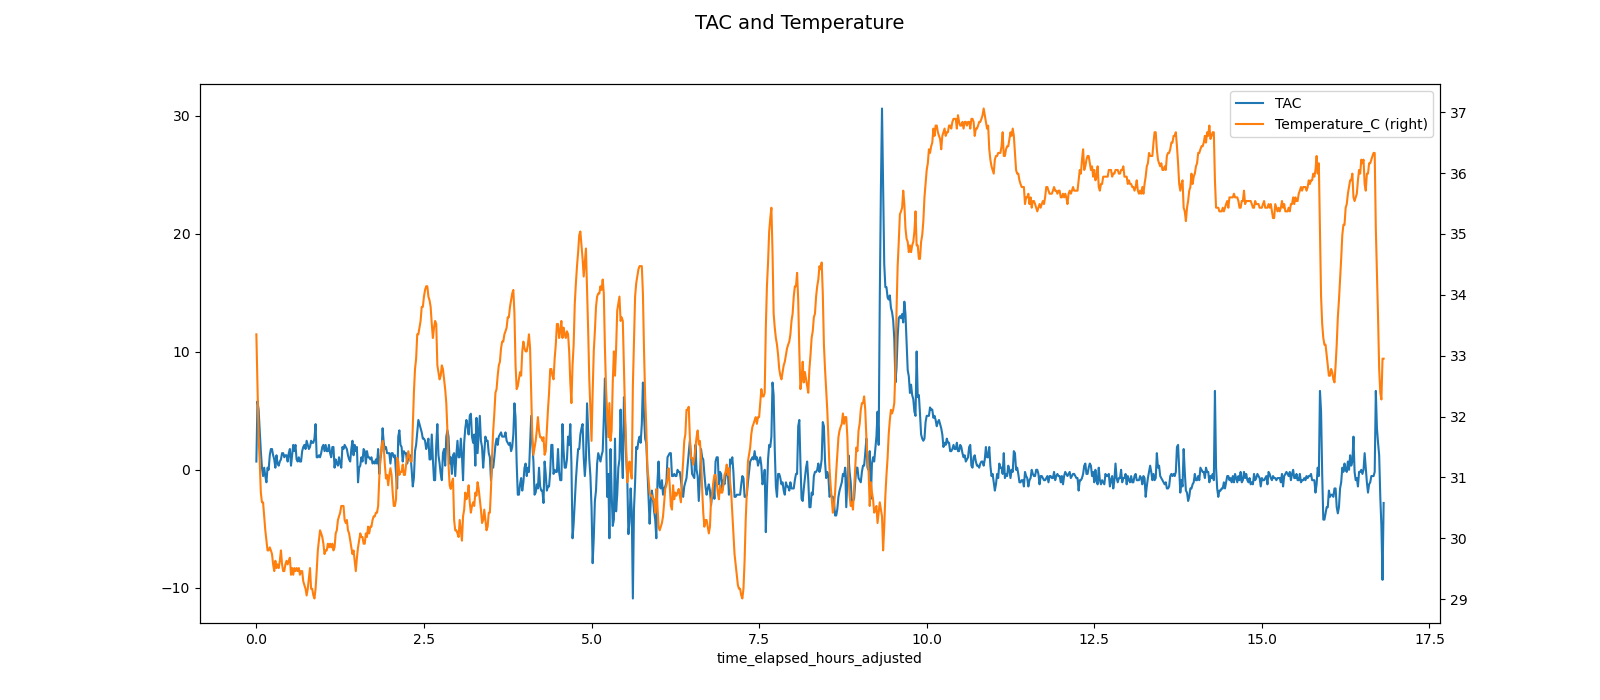 TAC and Temperature
TAC
Temperature_C (right)
30
20
10
0
−10
37
36
35
34
33
32
31
30
29
0.0 2.5 5.0 7.5 10.0 12.5 15.0 17.5
time_elapsed_hours_adjusted